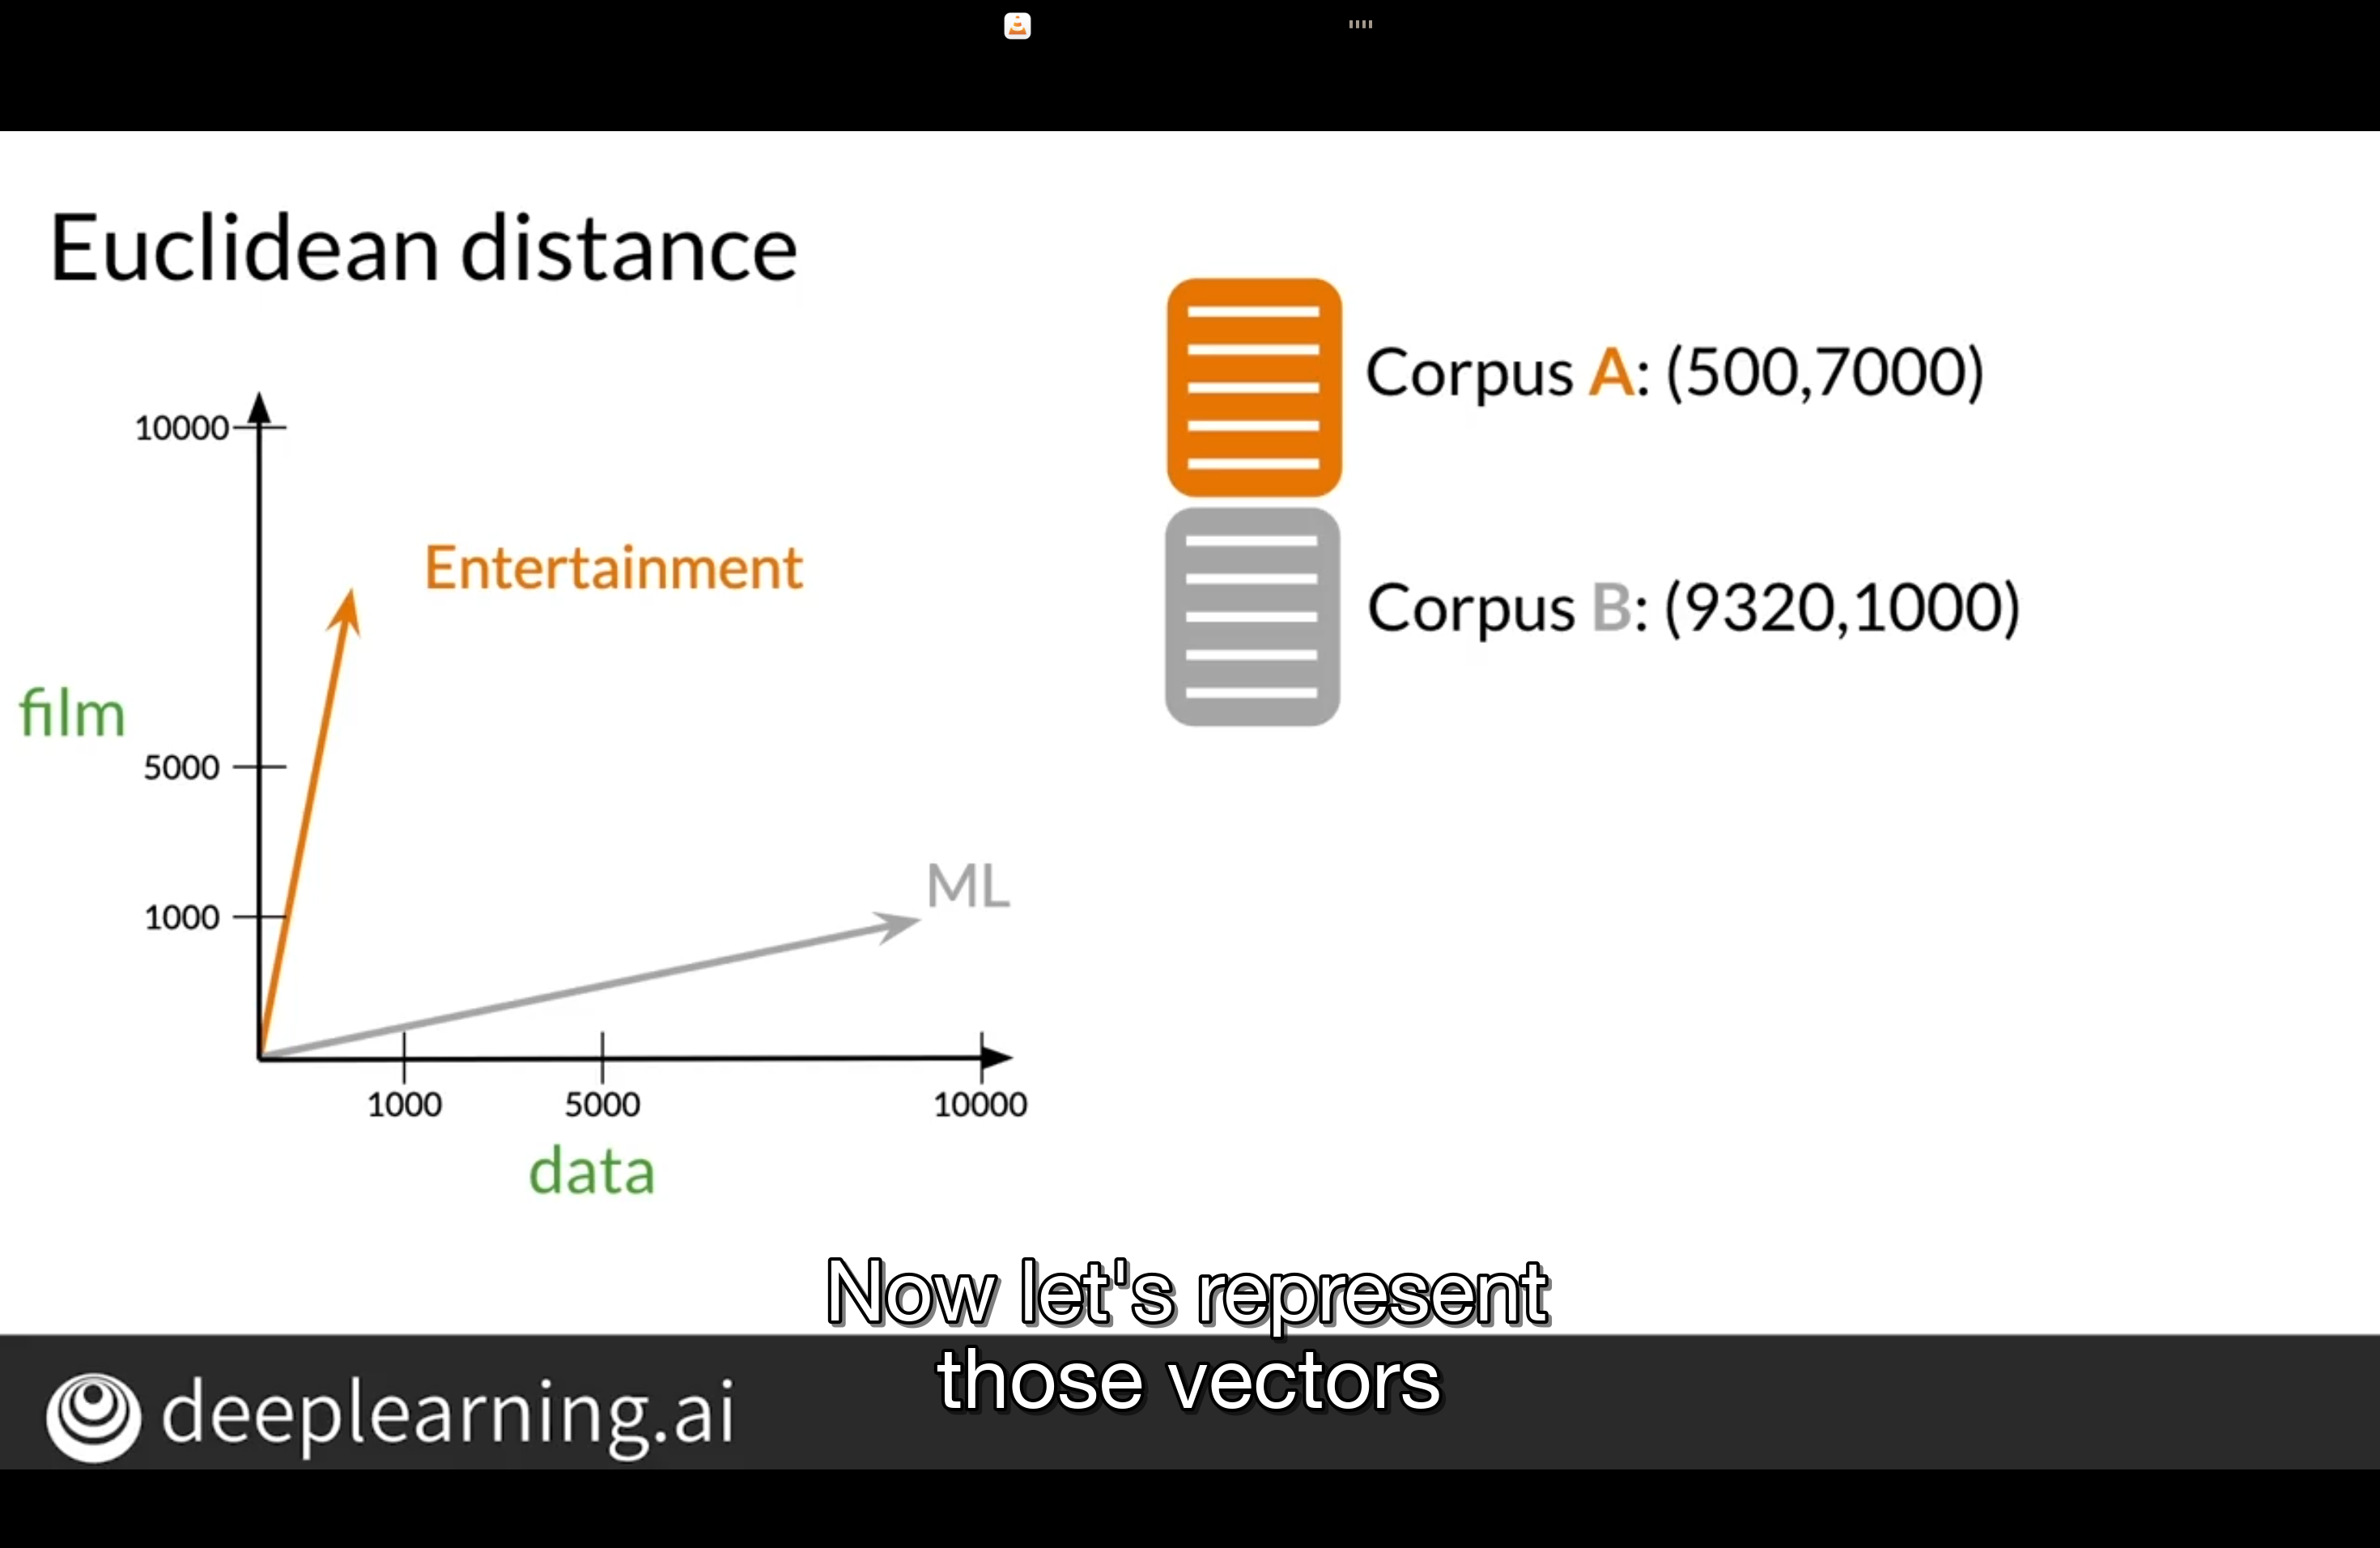 Euclidean distance
Corpus A: (500,7000)
10000
Entertainment
Corpus B: (9320,1000)
film
5000
ML
1000
1000
5000
10000
data
Now let's represent
those vectors
deeplearning.ai